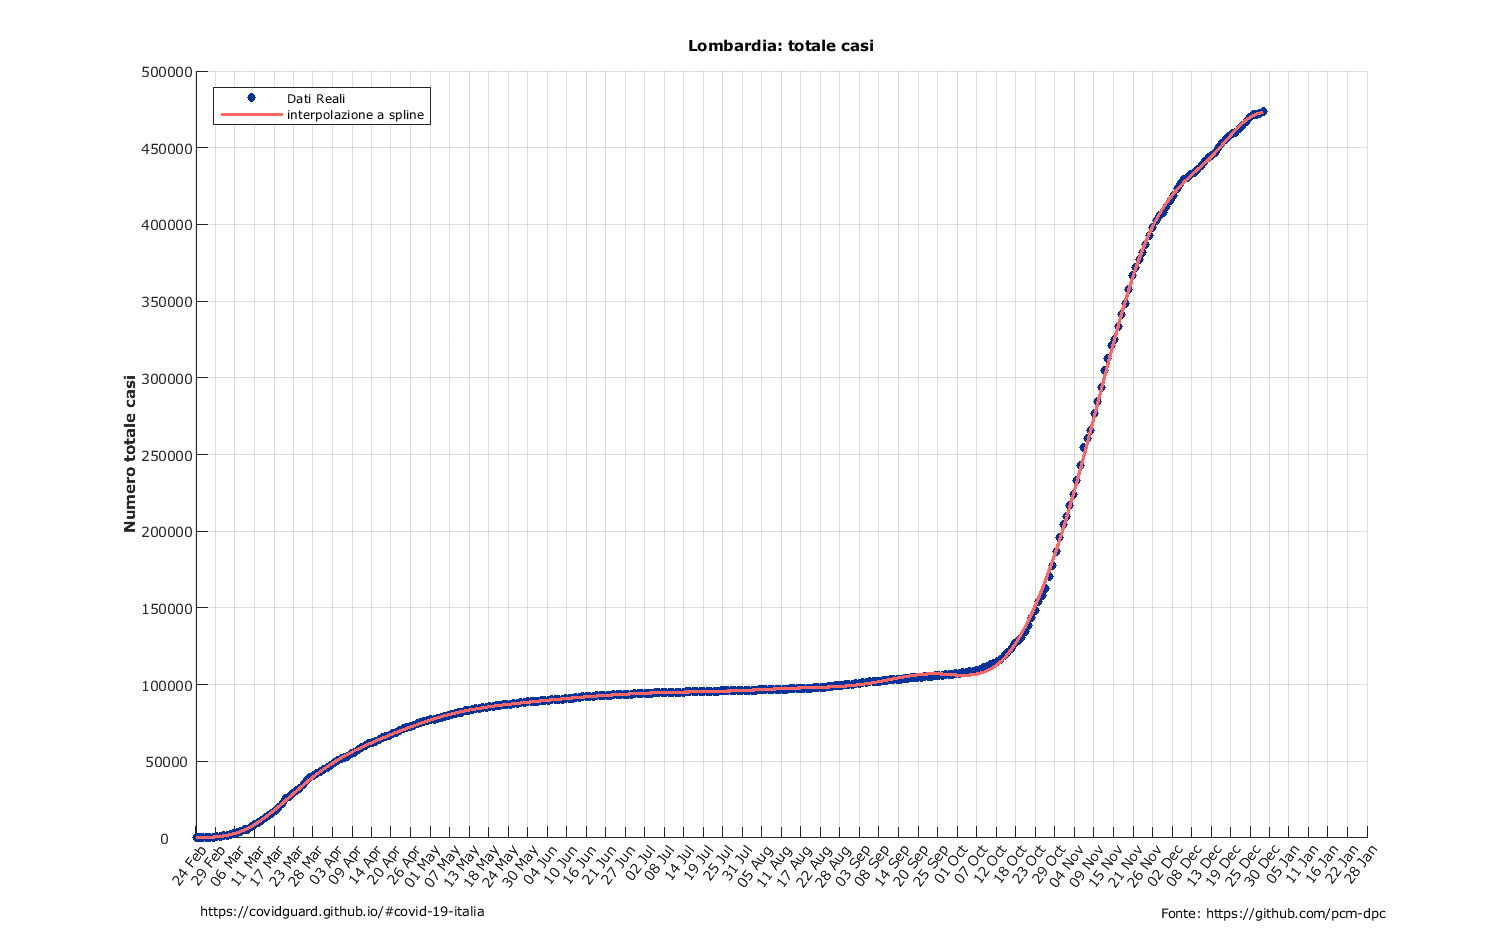 Lombardia: totale casi
Dati Reali
interpolazione a spline
Numero totale casi
500000
450000
400000
350000
300000
250000
200000
150000
100000
50000
0
24 Feb
29 Feb
06 Mar
11 Mar
17 Mar
23 Mar
28 Mar
03 Apr
09 Apr
14 Apr
20 Apr
26 Apr
01 May
07 May
13 May
18 May
24 May
30 May
04 Jun
10 Jun
16 Jun
21 Jun
27 Jun
02 Jul
08 Jul
14 Jul
19 Jul
25 Jul
31 Jul
05 Aug
11 Aug
17 Aug
22 Aug
28 Aug
03 Sep
08 Sep
14 Sep
20 Sep
25 Sep
01 Oct
07 Oct
12 Oct
18 Oct
23 Oct
29 Oct
04 Nov
09 Nov
15 Nov
21 Nov
26 Nov
02 Dec
08 Dec
13 Dec
19 Dec
25 Dec
30 Dec
05 Jan
11 Jan
16 Jan
22 Jan
28 Jan
https://covidguard.github.io/#covid-19-italia
Fonte: https://github.com/pcm-dpc